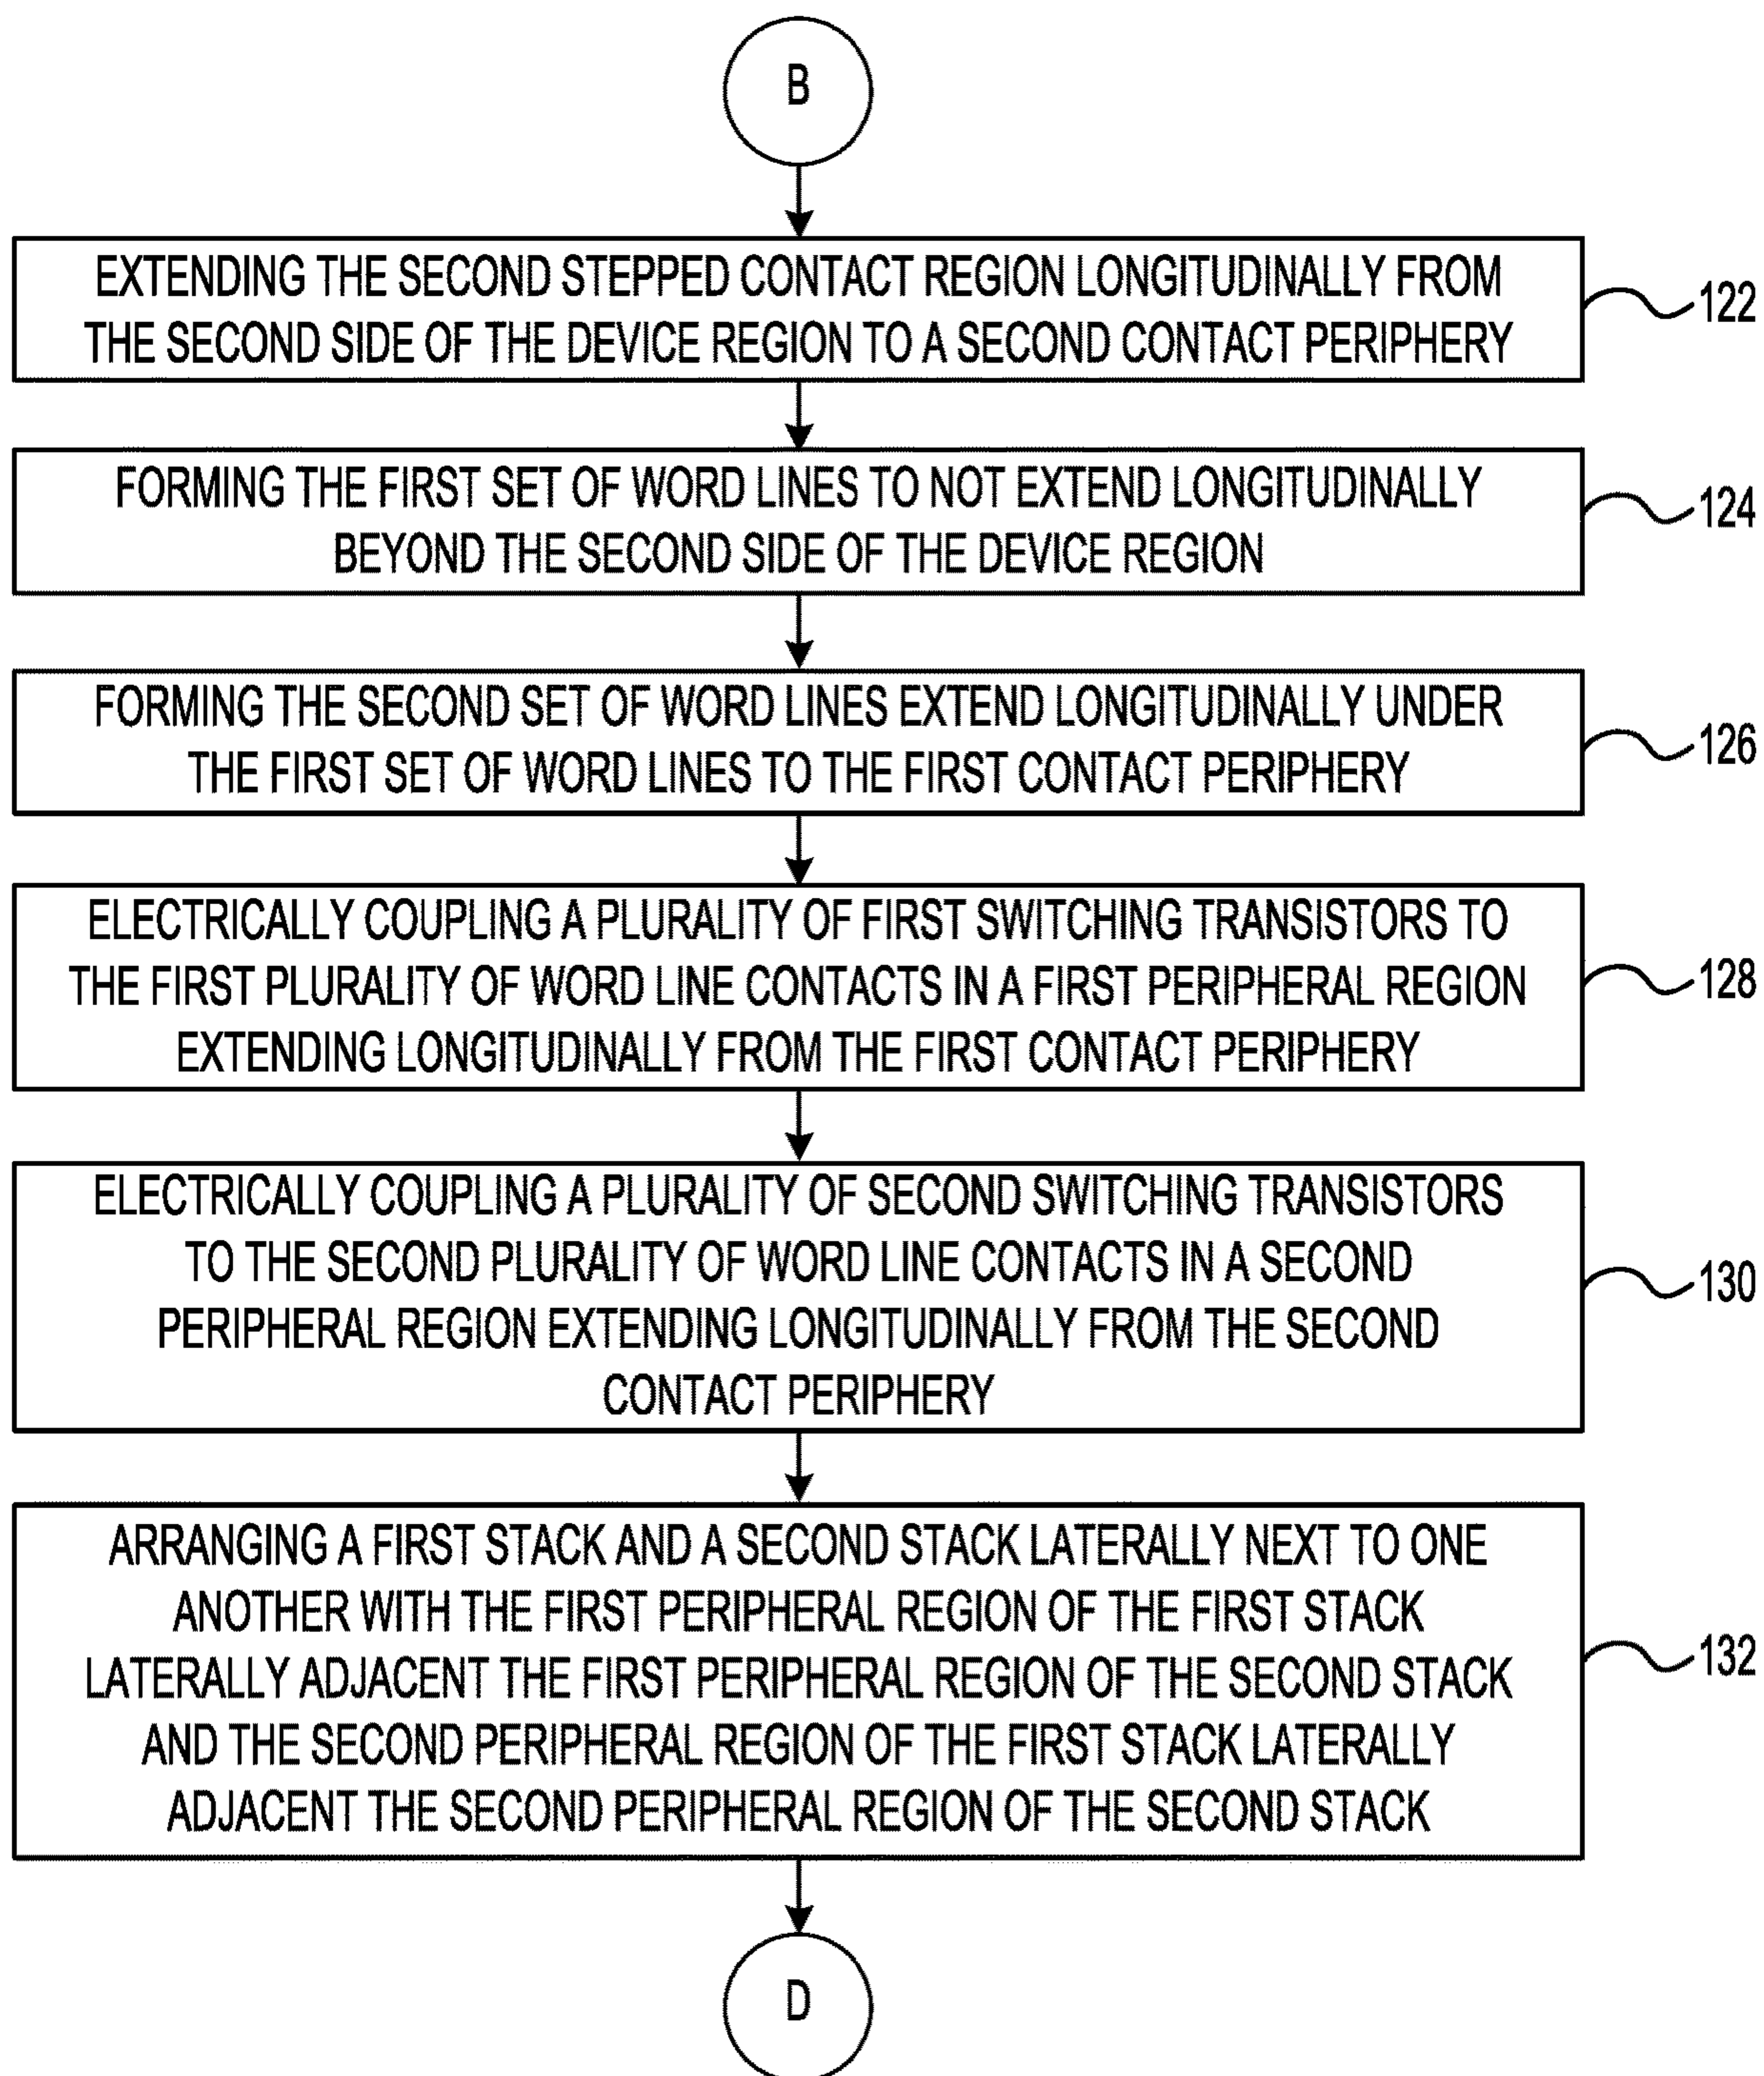 B
EXTENDING THE SECOND STEPPED CONTACT REGION LONGITUDINALLY FROM
THE SECOND SIDE OF THE DEVICE REGION TO A SECOND CONTACT PERIPHERY
122
FORMING THE FIRST SET OF WORD LINES TO NOT EXTEND LONGITUDINALLY
BEYOND THE SECOND SIDE OF THE DEVICE REGION
124
FORMING THE SECOND SET OF WORD LINES EXTEND LONGITUDINALLY UNDER
THE FIRST SET OF WORD LINES TO THE FIRST CONTACT PERIPHERY
126
ELECTRICALLY COUPLING A PLURALITY OF FIRST SWITCHING TRANSISTORS TO
THE FIRST PLURALITY OF WORD LINE CONTACTS IN A FIRST PERIPHERAL REGION
EXTENDING LONGITUDINALLY FROM THE FIRST CONTACT PERIPHERY
128
ELECTRICALLY COUPLING A PLURALITY OF SECOND SWITCHING TRANSISTORS
TO THE SECOND PLURALITY OF WORD LINE CONTACTS IN A SECOND
PERIPHERAL REGION EXTENDING LONGITUDINALLY FROM THE SECOND
CONTACT PERIPHERY
130
ARRANGING A FIRST STACK AND A SECOND STACK LATERALLY NEXT TO ONE
ANOTHER WITH THE FIRST PERIPHERAL REGION OF THE FIRST STACK
LATERALLY ADJACENT THE FIRST PERIPHERAL REGION OF THE SECOND STACK
AND THE SECOND PERIPHERAL REGION OF THE FIRST STACK LATERALLY
ADJACENT THE SECOND PERIPHERAL REGION OF THE SECOND STACK
132
D